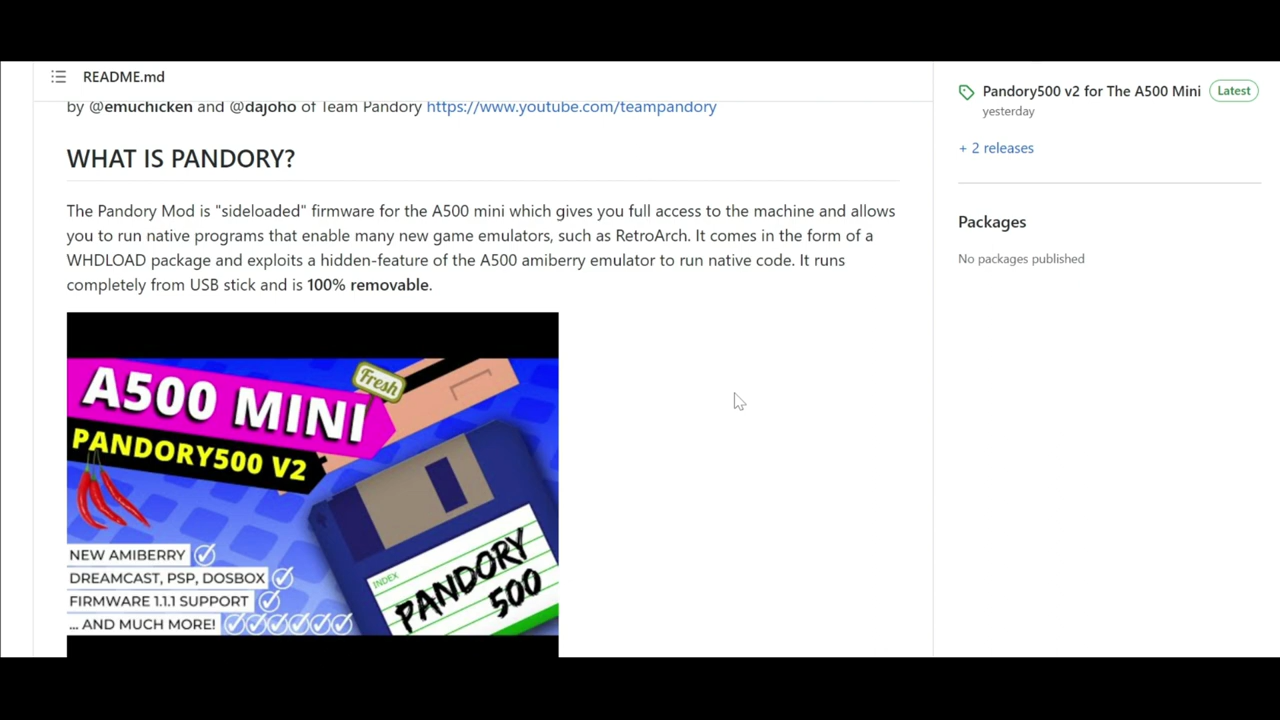 README.md
by @emuchicken and @dajoho of Team Pandory https://www.youtube.com/teampandory
WHAT IS PANDORY?
The Pandory Mod is "sideloaded" firmware for the A500 mini which gives you full access to the machine and allows
you to run native programs that enable many new game emulators, such as RetroArch. It comes in the form of a
WHDLOAD package and exploits a hidden-feature of the A500 amiberry emulator to run native code. It runs
completely from USB stick and is 100% removable.
Fresh
A500 MINI
PANDORY500 V2
NEW AMIBERRY
DREAMCAST, PSP, DOSBOX
FIRMWARE 1.1.1 SUPPORT
... AND MUCH MORE!
INDEX
PANDORY
500
Pandory500 v2 for The A500 Mini Latest
yesterday
+ 2 releases
Packages
No packages published